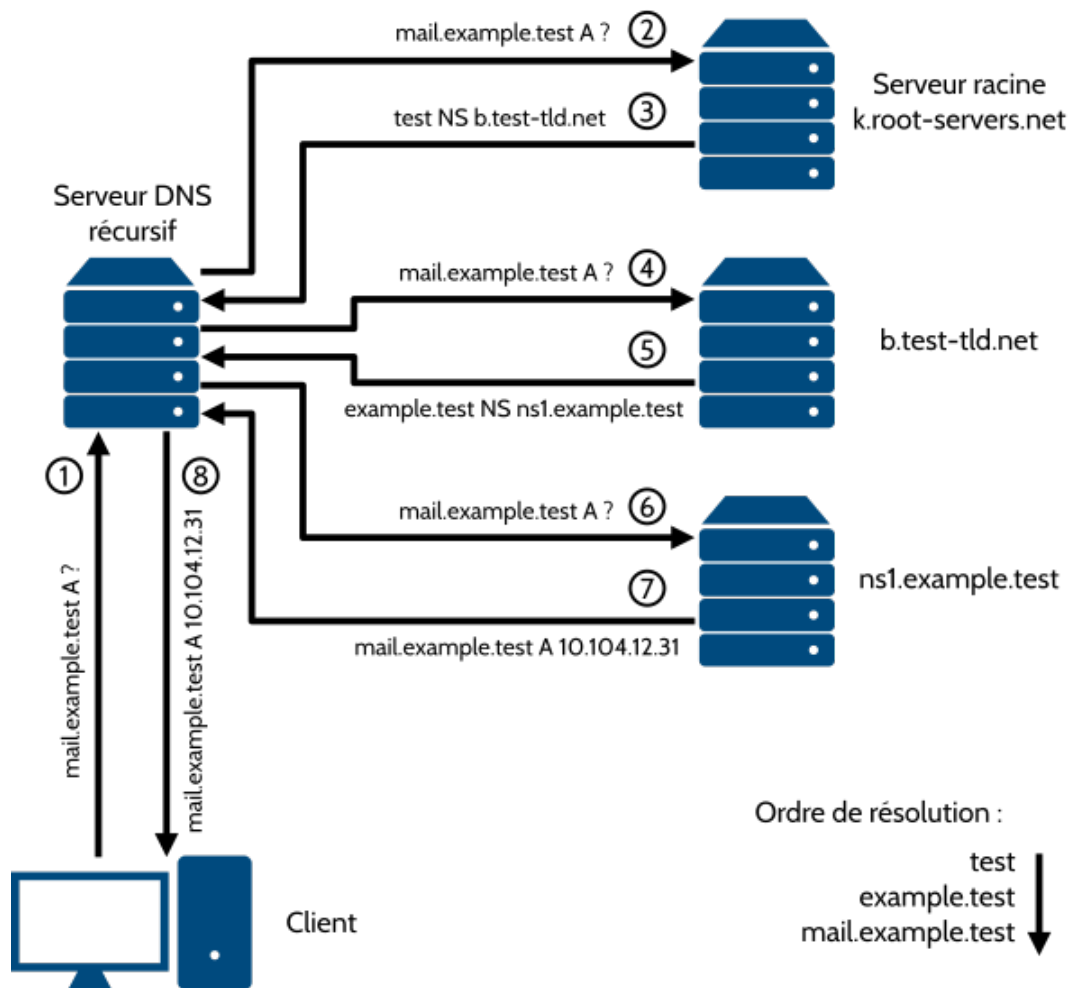 mail.example.test A ?
2
Serveur racine
k.root-servers.net
test NS b.test-tld.net
3
Serveur DNS
récursif
mail.example.test A ?
4
b.test-tld.net
5
example.test NS ns1.example.test
1
8
mail.example.test A ?
mail.example.test A 10.104.12.31
mail.example.test A ?
6
ns1.example.test
7
mail.example.test A 10.104.12.31
Client
Ordre de résolution :
test
example.test
mail.example.test